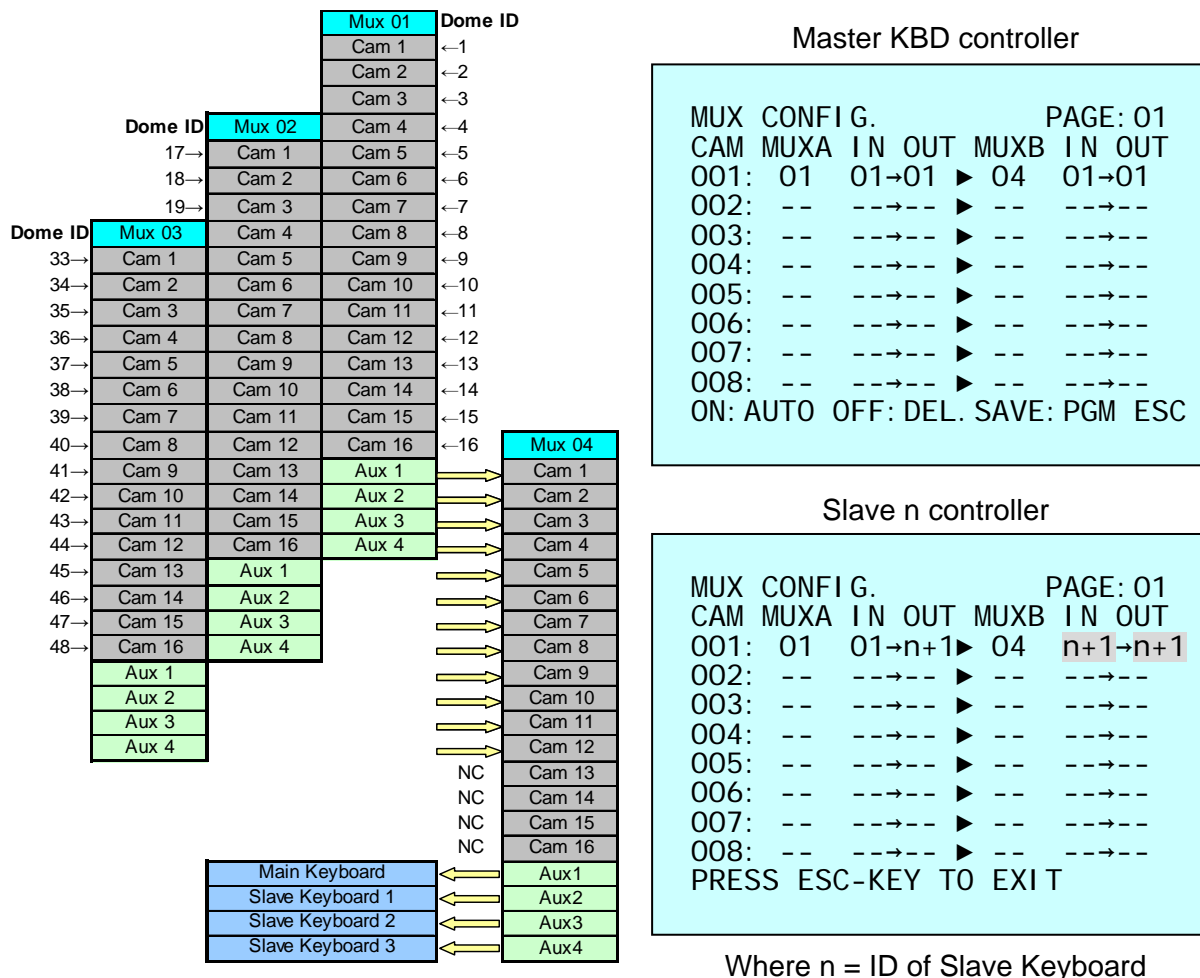 Mux 01 Dome ID
Cam 1 ←1
Cam 2 ←2
Cam 3 ←3
Dome ID Mux 02 Cam 4 ←4
17→ Cam 1 Cam 5 ←5
18→ Cam 2 Cam 6 ←6
19→ Cam 3 Cam 7 ←7
Dome ID Mux 03 Cam 4 Cam 8 ←8
33→ Cam 1 Cam 5 Cam 9 ←9
34→ Cam 2 Cam 6 Cam 10 ←10
35→ Cam 3 Cam 7 Cam 11 ←11
36→ Cam 4 Cam 8 Cam 12 ←12
37→ Cam 5 Cam 9 Cam 13 ←13
38→ Cam 6 Cam 10 Cam 14 ←14
39→ Cam 7 Cam 11 Cam 15 ←15
40→ Cam 8 Cam 12 Cam 16 ←16 Mux 04
41→ Cam 9 Cam 13 Aux 1 Cam 1
42→ Cam 10 Cam 14 Aux 2 Cam 2
43→ Cam 11 Cam 15 Aux 3 Cam 3
44→ Cam 12 Cam 16 Aux 4 Cam 4
45→ Cam 13 Aux 1 Cam 5
46→ Cam 14 Aux 2 Cam 6
47→ Cam 15 Aux 3 Cam 7
48→ Cam 16 Aux 4 Cam 8
Aux 1 Cam 9
Aux 2 Cam 10
Aux 3 Cam 11
Aux 4 Cam 12
NC Cam 13
NC Cam 14
NC Cam 15
NC Cam 16
Main Keyboard Aux1
Slave Keyboard 1 Aux2
Slave Keyboard 2 Aux3
Slave Keyboard 3 Aux4
Master KBD controller
MUX CONFIG. PAGE:01
CAM MUXA IN OUT MUXB IN OUT
001: 01 01→01 ► 04 01→01
002: -- --→-- ► -- --→--
003: -- --→-- ► -- --→--
004: -- --→-- ► -- --→--
005: -- --→-- ► -- --→--
006: -- --→-- ► -- --→--
007: -- --→-- ► -- --→--
008: -- --→-- ► -- --→--
ON:AUTO OFF:DEL.SAVE:PGM ESC
Slave n controller
MUX CONFIG. PAGE:01
CAM MUXA IN OUT MUXB IN OUT
001: 01 01→n+1► 04 n+1→n+1
002: -- --→-- ► -- --→--
003: -- --→-- ► -- --→--
004: -- --→-- ► -- --→--
005: -- --→-- ► -- --→--
006: -- --→-- ► -- --→--
007: -- --→-- ► -- --→--
008: -- --→-- ► -- --→--
PRESS ESC-KEY TO EXIT
Where n = ID of Slave Keyboard